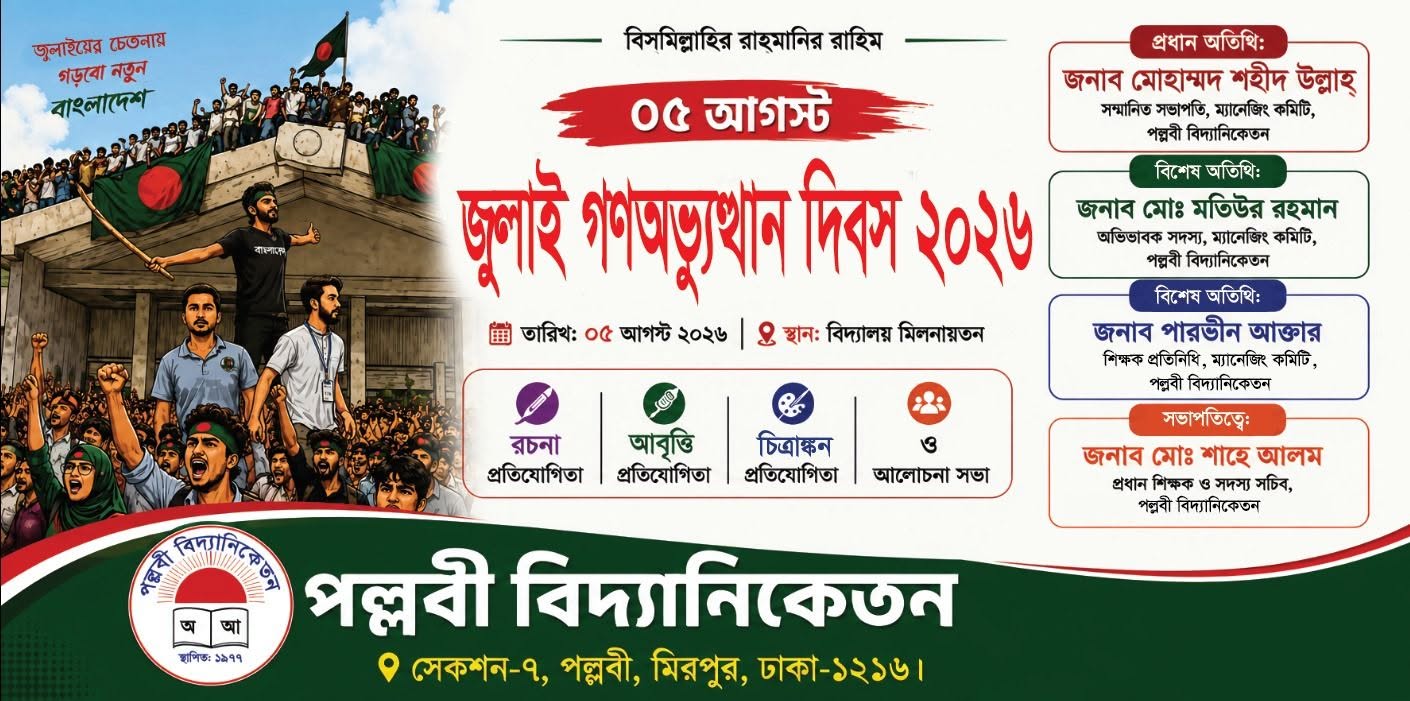 জুলাইয়ের চেতনায়
গড়বো নতুন
বাংলাদেশ
বাংলাদেশ
বিসমিল্লাহির রাহমানির রাহিম
০৫ আগস্ট
জুলাই গণঅভ্যুত্থান দিবস ২০২৬
তারিখ: ০৫ আগস্ট ২০২৬ | স্থান: বিদ্যালয় মিলনায়তন
রচনা
প্রতিযোগিতা
আবৃত্তি
প্রতিযোগিতা
চিত্রাঙ্কন
প্রতিযোগিতা
ও
আলোচনা সভা
প্রধান অতিথি:
জনাব মোহাম্মদ শহীদ উল্লাহ্
সম্মানিত সভাপতি, ম্যানেজিং কমিটি,
পল্লবী বিদ্যানিকেতন
বিশেষ অতিথি:
জনাব মোঃ মতিউর রহমান
অভিভাবক সদস্য, ম্যানেজিং কমিটি,
পল্লবী বিদ্যানিকেতন
বিশেষ অতিথি:
জনাব পারভীন আক্তার
শিক্ষক প্রতিনিধি, ম্যানেজিং কমিটি,
পল্লবী বিদ্যানিকেতন
সভাপতিত্বে:
জনাব মোঃ শাহে আলম
প্রধান শিক্ষক ও সদস্য সচিব,
পল্লবী বিদ্যানিকেতন
পল্লবী বিদ্যানিকেতন
অ আ
স্থাপিত: ১৯৭৭
পল্লবী বিদ্যানিকেতন
সেকশন-৭, পল্লবী, মিরপুর, ঢাকা-১২১৬।